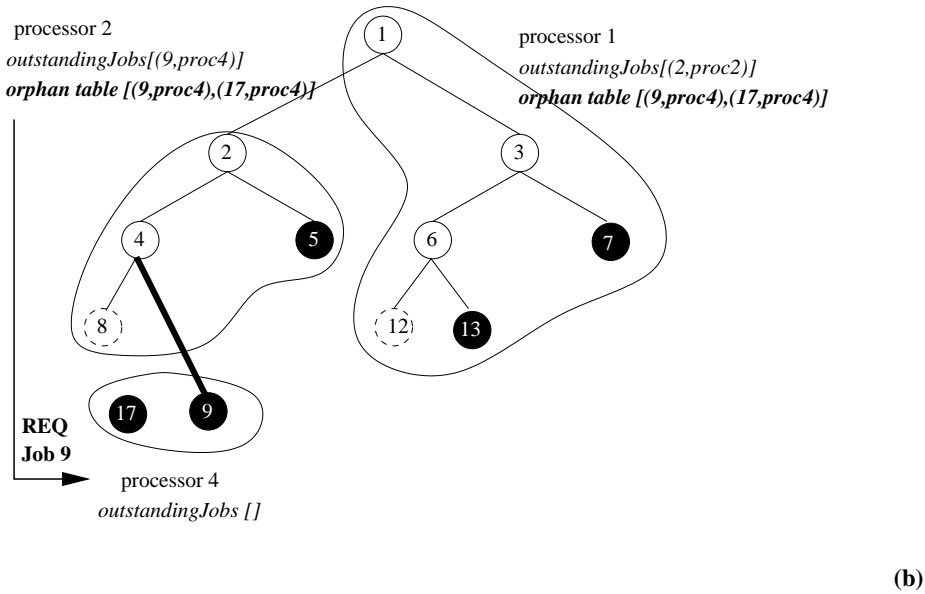 processor 2
outstandingJobs[(9,proc4)]
orphan table [(9,proc4),(17,proc4)]
processor 1
outstandingJobs[(2,proc2)]
orphan table [(9,proc4),(17,proc4)]
1
2
3
4
5
6
7
8
12
13
17
9
REQ
Job 9
processor 4
outstandingJobs []
(b)